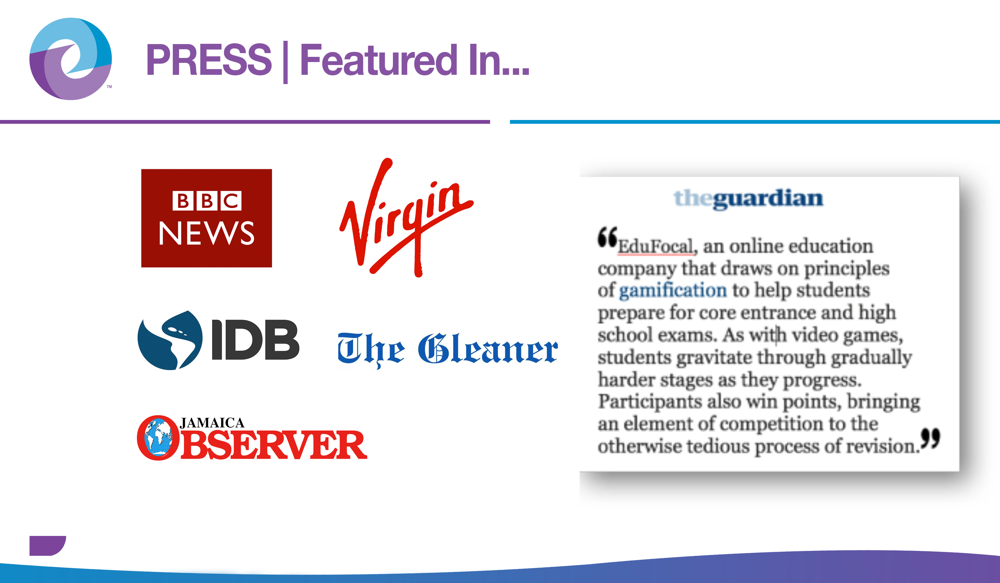 PRESS | Featured In...
TM
BBC
NEWS
Virgin
IDB
The Gleaner
JAMAICA
OBSERVER
theguardian
“EduFocal, an online education
company that draws on principles
of gamification to help students
prepare for core entrance and high
school exams. As with video games,
students gravitate through gradually
harder stages as they progress.
Participants also win points, bringing
an element of competition to the
otherwise tedious process of revision.”